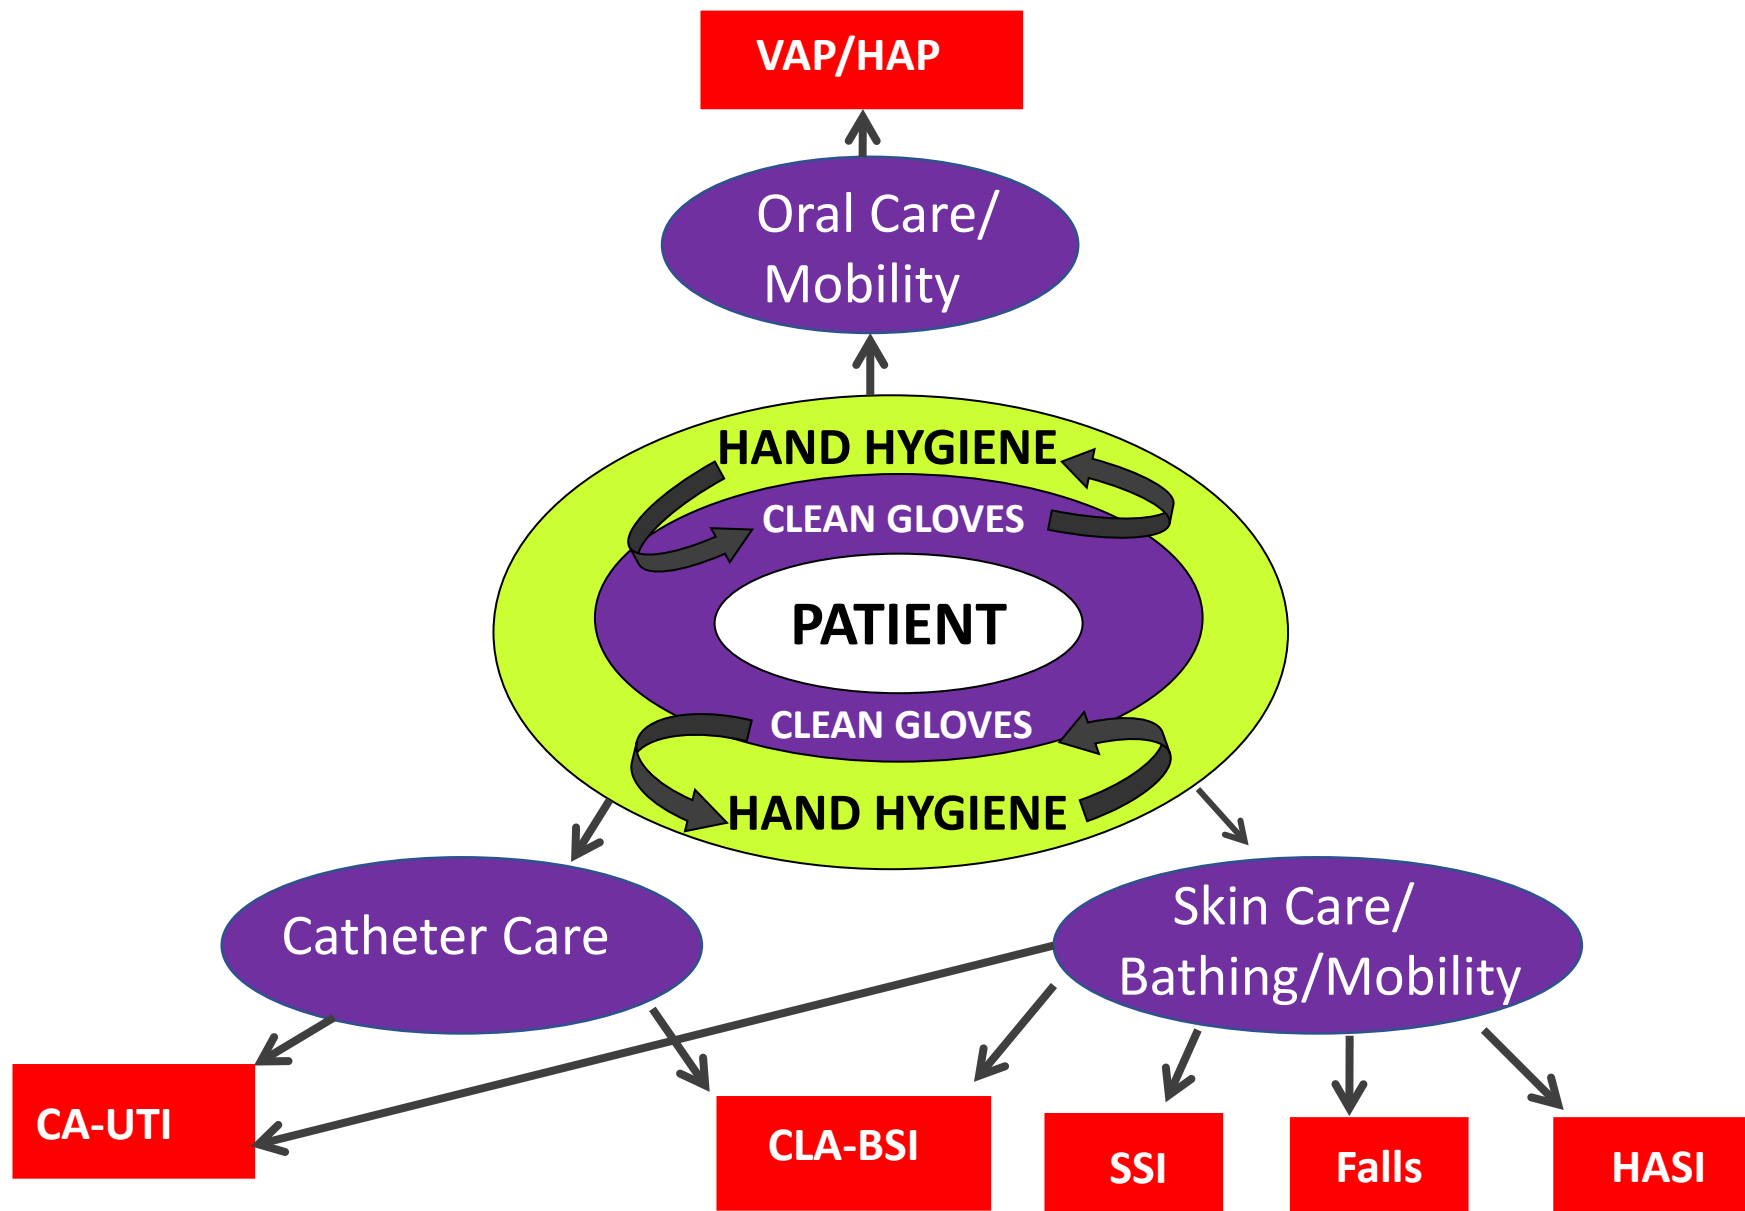 VAP/HAP
Oral Care/
Mobility
HAND HYGIENE
CLEAN GLOVES
PATIENT
CLEAN GLOVES
HAND HYGIENE
Catheter Care
Skin Care/
Bathing/Mobility
CA-UTI
CLA-BSI
SSI
Falls
HASI